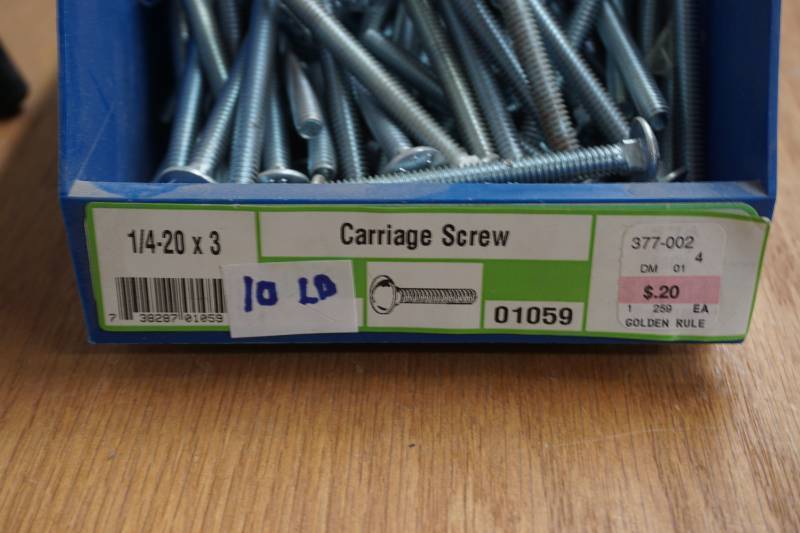 1/4-20 x 3
Carriage Screw
377-002
4
DM 01
$.20
1 259 EA
GOLDEN RULE
10 LD
7 38287 01059
01059